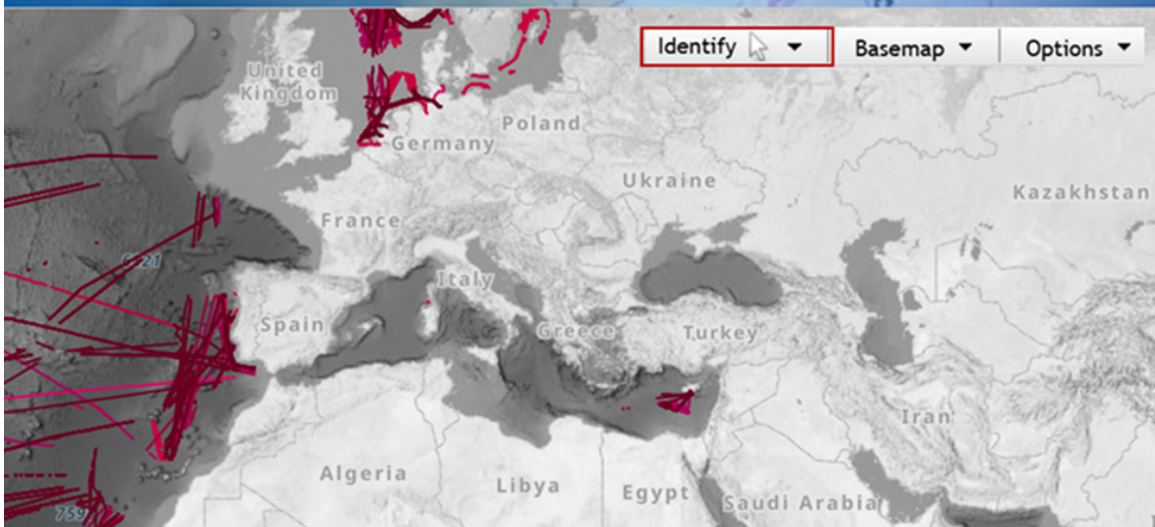 Identify
Basemap
Options
United
Kingdom
Poland
Germany
Ukraine
Kazakhstan
France
Italy
Spain
Greece
Turkey
Iran
Algeria
Libya
Egypt
Saudi Arabia
759